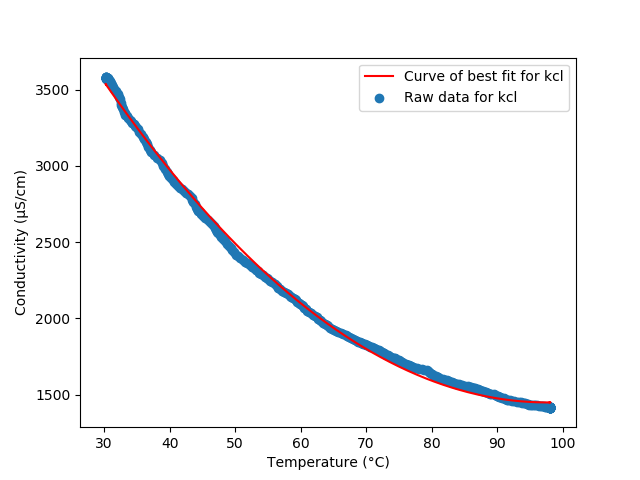 Curve of best fit for kcl
Raw data for kcl
3500
3000
2500
2000
1500
Conductivity (μS/cm)
30 40 50 60 70 80 90 100
Temperature (°C)